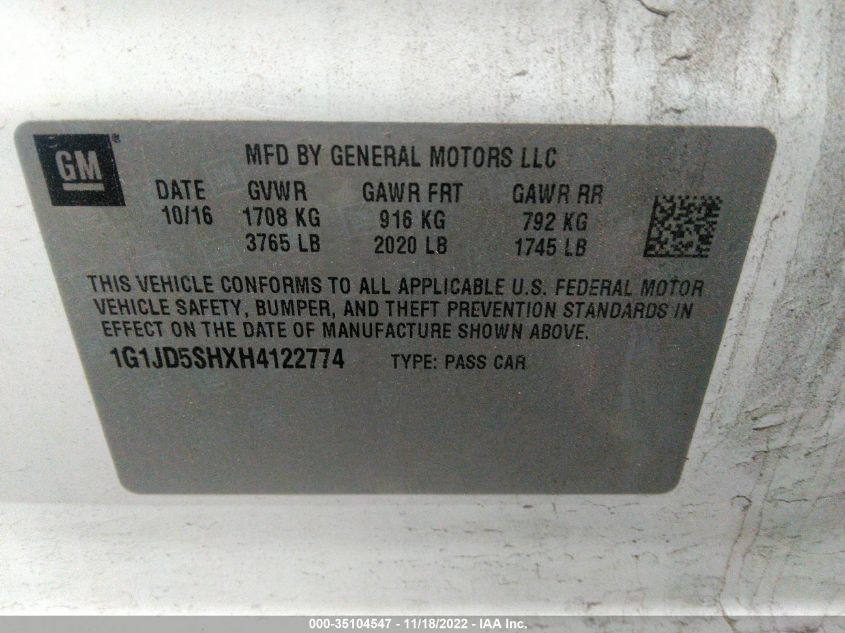 GM®
MFD BY GENERAL MOTORS LLC
DATE GVWR GAWR FRT GAWR RR
10/16 1708 KG 916 KG 792 KG
3765 LB 2020 LB 1745 LB
THIS VEHICLE CONFORMS TO ALL APPLICABLE U.S. FEDERAL MOTOR
VEHICLE SAFETY, BUMPER, AND THEFT PREVENTION STANDARDS IN
EFFECT ON THE DATE OF MANUFACTURE SHOWN ABOVE.
1G1JD5SHXH4122774 TYPE: PASS CAR
000-35104547 - 11/18/2022 - IAA Inc.